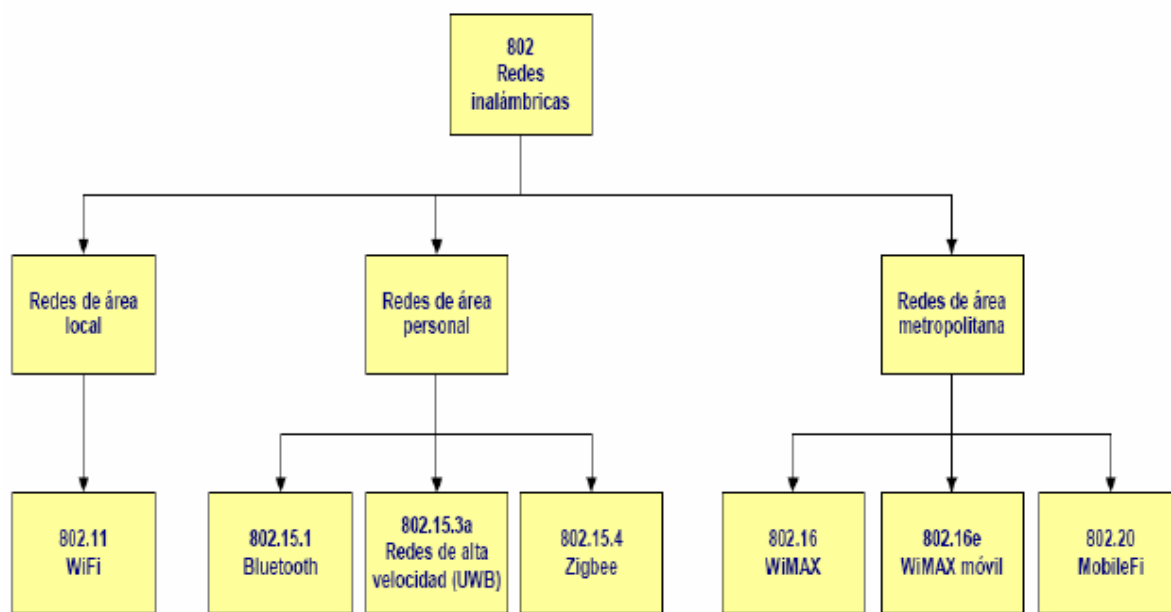 802
Redes
inalámbricas
Redes de área
local
Redes de área
personal
Redes de área
metropolitana
802.11
WiFi
802.15.1
Bluetooth
802.15.3a
Redes de alta
velocidad (UWB)
802.15.4
Zigbee
802.16
WiMAX
802.16e
WiMAX móvil
802.20
MobileFi